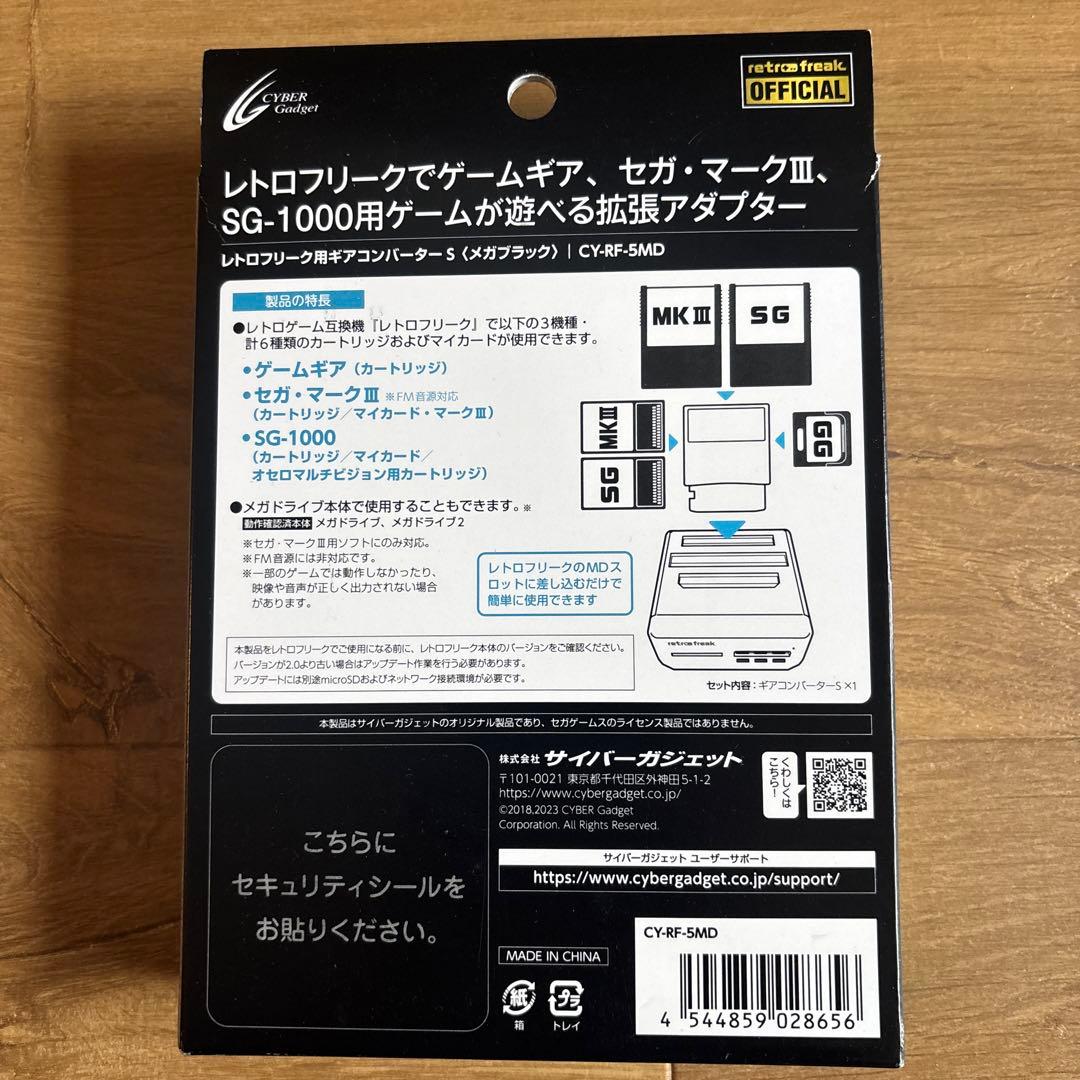 CYBER
Gadget
retro freak
OFFICIAL
レトロフリークでゲームギア、セガ・マークⅢ、
SG-1000用ゲームが遊べる拡張アダプター
レトロフリーク用ギアコンバーターS〈メガブラック〉| CY-RF-5MD
製品の特長
●レトロゲーム互換機『レトロフリーク』で以下の3機種・
計6種類のカートリッジおよびマイカードが使用できます。
●ゲームギア（カートリッジ）
●セガ・マークⅢ ※FM音源対応
（カートリッジ／マイカード・マークⅢ）
●SG-1000
（カートリッジ／マイカード／
オセロマルチビジョン用カートリッジ）
●メガドライブ本体で使用することもできます。※
動作確認済本体 メガドライブ、メガドライブ2
※セガ・マークⅢ用ソフトにのみ対応。
※FM音源には非対応です。
※一部のゲームでは動作しなかったり、
映像や音声が正しく出力されない場合
があります。
MKⅢ
SG
MKⅢ
SG
GG
レトロフリークのMDス
ロットに差し込むだけで
簡単に使用できます
retro freak
セット内容：ギアコンバーターS×1
本製品をレトロフリークでご使用になる前に、レトロフリーク本体のバージョンをご確認ください。
バージョンが2.0より古い場合はアップデート作業を行う必要があります。
アップデートには別途microSDおよびネットワーク接続環境が必要です。
本製品はサイバーガジェットのオリジナル製品であり、セガゲームスのライセンス製品ではありません。
こちらに
セキュリティシールを
お貼りください。
株式会社 サイバーガジェット
〒101-0021 東京都千代田区外神田5-1-2
https://www.cybergadget.co.jp/
©2018,2023 CYBER Gadget
Corporation. All Rights Reserved.
くわしくは
こちら！
サイバーガジェット ユーザーサポート
https://www.cybergadget.co.jp/support/
MADE IN CHINA
紙
箱
プラ
トレイ
CY-RF-5MD
4 544859 028656